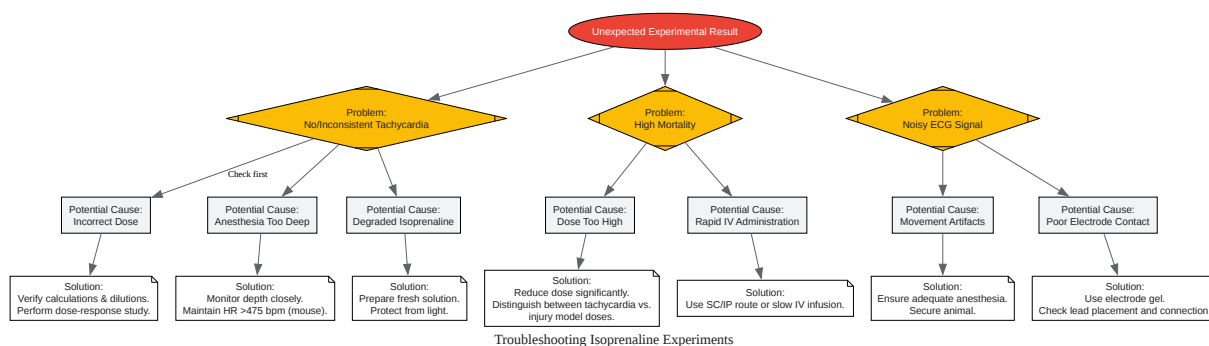 Unexpected Experimental Result
Problem:
No/Inconsistent Tachycardia
Problem:
High Mortality
Problem:
Noisy ECG Signal
Check first
Potential Cause:
Incorrect Dose
Potential Cause:
Anesthesia Too Deep
Potential Cause:
Degraded Isoprenaline
Potential Cause:
Dose Too High
Potential Cause:
Rapid IV Administration
Potential Cause:
Movement Artifacts
Potential Cause:
Poor Electrode Contact
Solution:
Verify calculations & dilutions.
Perform dose-response study.
Solution:
Monitor depth closely.
Maintain HR >475 bpm (mouse).
Solution:
Prepare fresh solution.
Protect from light.
Solution:
Reduce dose significantly.
Distinguish between tachycardia vs.
injury model doses.
Solution:
Use SC/IP route or slow IV infusion.
Solution:
Ensure adequate anesthesia.
Secure animal.
Solution:
Use electrode gel.
Check lead placement and connection
Troubleshooting Isoprenaline Experiments